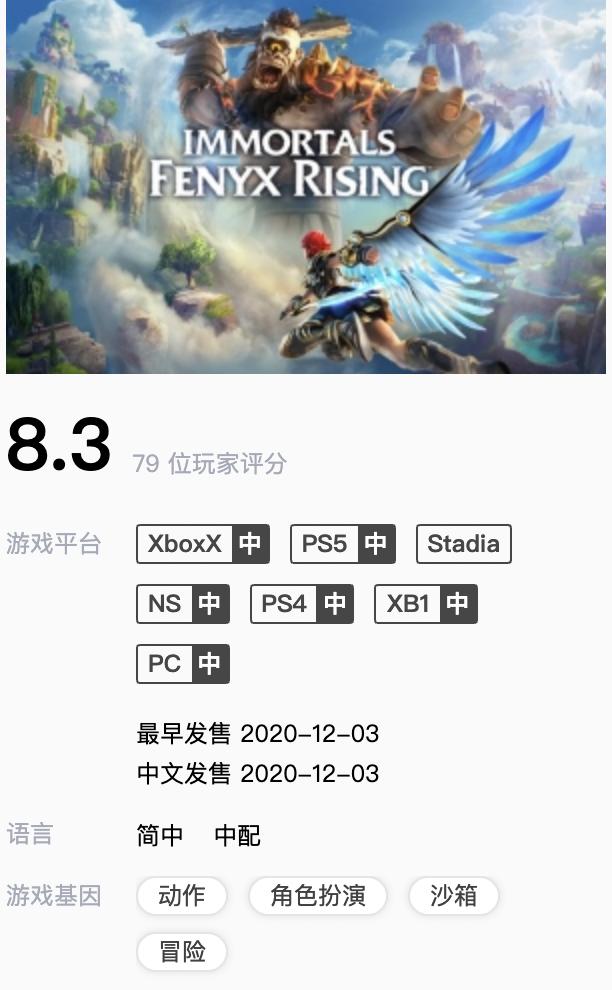 IMMORTALS
FENYX RISING
8.3 79 位玩家评分
游戏平台 XboxX 中 PS5 中 Stadia
NS 中 PS4 中 XB1 中
PC 中
最早发售 2020-12-03
中文发售 2020-12-03
语言 简中 中配
游戏基因 动作 角色扮演 沙箱
冒险